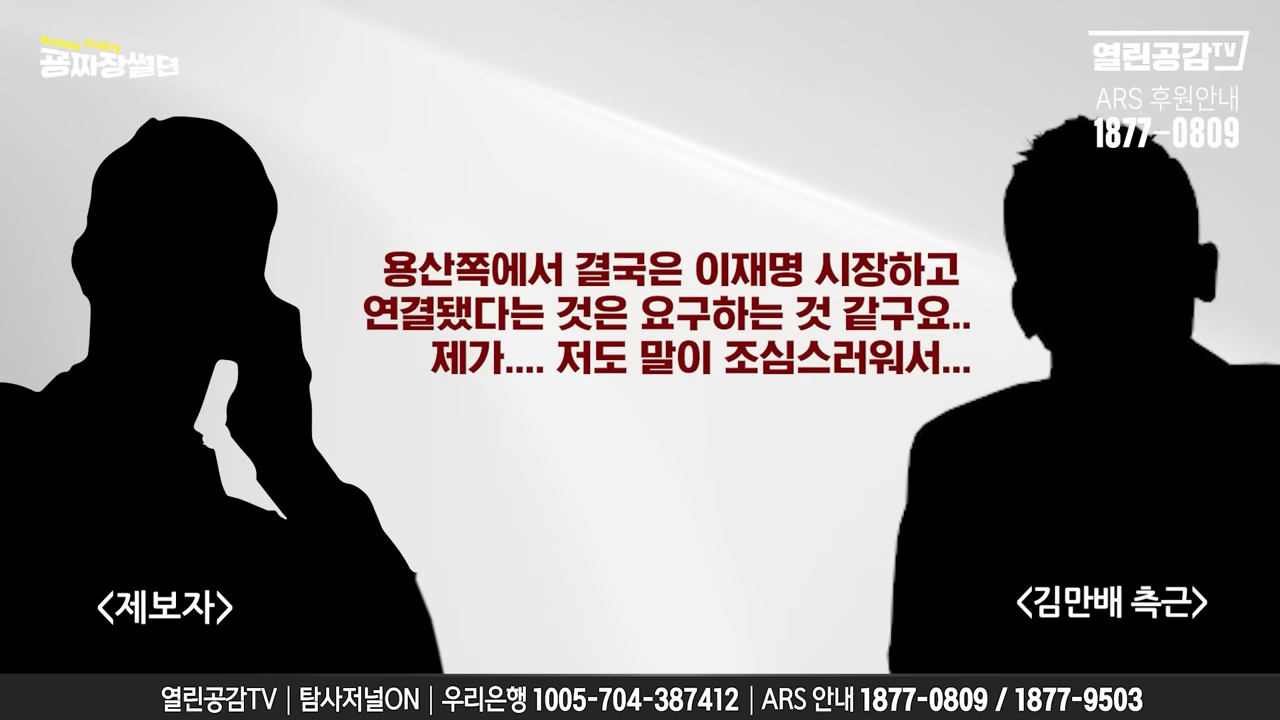 굥짜장썰뎐
열린공감TV
ARS 후원안내
1877-0809
용산쪽에서 결국은 이재명 시장하고
연결됐다는 것은 요구하는 것 같구요..
제가.... 저도 말이 조심스러워서...
<제보자>
<김만배 측근>
열린공감TV | 탐사저널ON | 우리은행 1005-704-387412 | ARS 안내 1877-0809 / 1877-9503